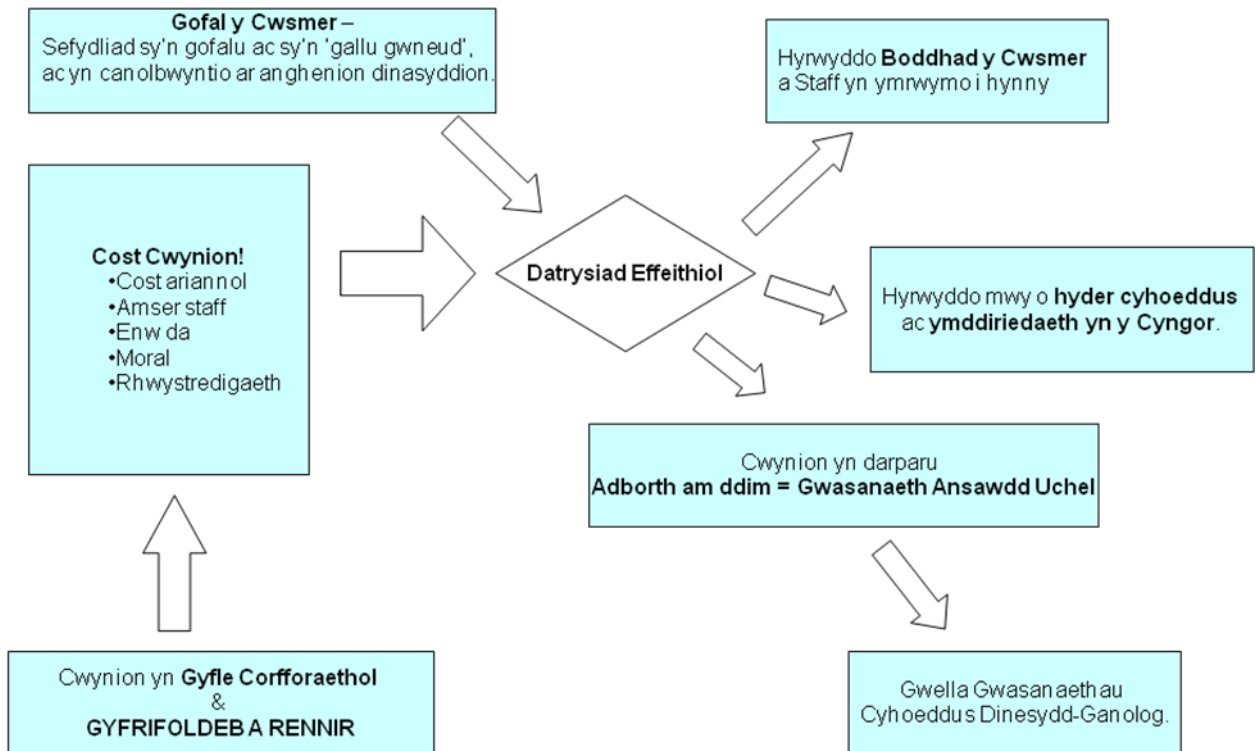 Gofal y Cwsmer –
Sefydliad sy'n gofalu ac sy'n 'gallu gwneud',
ac yn canolbwyntio ar anghenion dinasyddion.
Hyrwyddo Boddhad y Cwsmer
a Staff yn ymrwymo i hynny
Cost Cwynion!
•Cost ariannol
•Amser staff
•Enw da
•Moral
•Rhwystredigaeth
Datrysiad Effeithiol
Hyrwyddo mwy o hyder cyhoeddus
ac ymddiriedaeth yn y Cyngor.
Cwynion yn darparu
Adborth am ddim = Gwasanaeth Ansawdd Uchel
Cwynion yn Gyfle Corfforaethol
&
GYFRIFOLDEB A RENNIR
Gwella Gwasanaethau
Cyhoeddus Dinesydd-Ganolog.